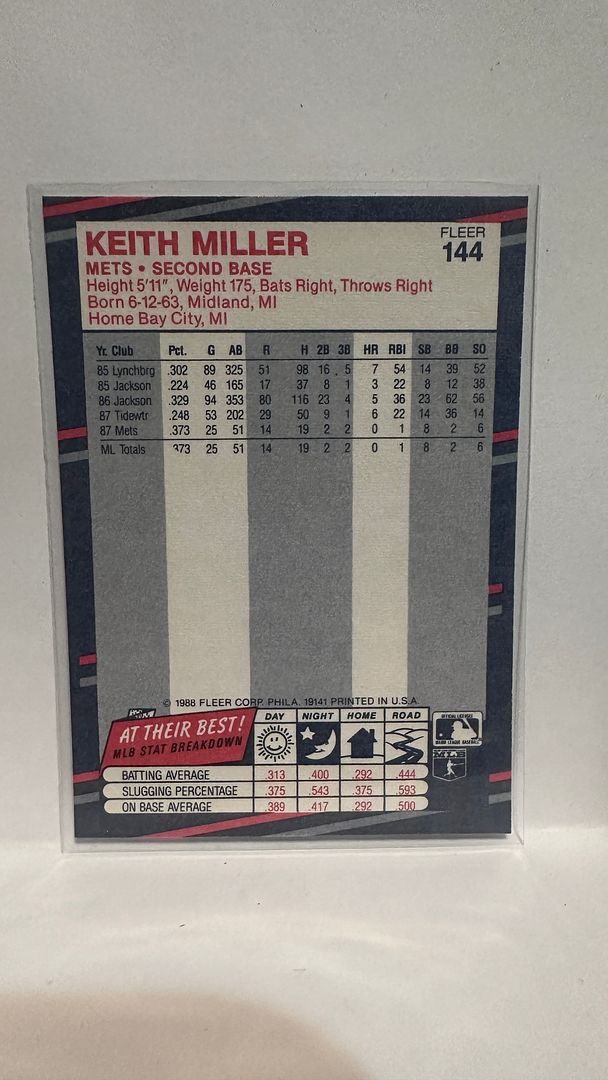 KEITH MILLER
FLEER
144
METS • SECOND BASE
Height 5'11", Weight 175, Bats Right, Throws Right
Born 6-12-63, Midland, MI
Home Bay City, MI
Yr. Club Pct. G AB R H 2B 3B HR RBI SB BB SO
85 Lynchbrg .302 89 325 51 98 16 5 7 54 14 39 52
85 Jackson .224 46 165 17 37 8 1 3 22 8 12 38
86 Jackson .329 94 353 80 116 23 4 5 36 23 62 56
87 Tidewtr .248 53 202 29 50 9 1 6 22 14 36 14
87 Mets .373 25 51 14 19 2 2 0 1 8 2 6
ML Totals .373 25 51 14 19 2 2 0 1 8 2 6
© 1988 FLEER CORP. PHILA. 19141 PRINTED IN U.S.A.
AT THEIR BEST!
MLB STAT BREAKDOWN
DAY NIGHT HOME ROAD
OFFICIAL LICENSEE
MAJOR LEAGUE BASEBALL
BATTING AVERAGE .313 .400 .292 .444
SLUGGING PERCENTAGE .375 .543 .375 .593
ON BASE AVERAGE .389 .417 .292 .500